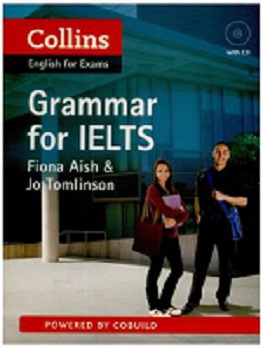 Collins
English for Exams
WITH CD
Grammar
for IELTS
Fiona Aish &
Jo Tomlinson
POWERED BY COBUILD